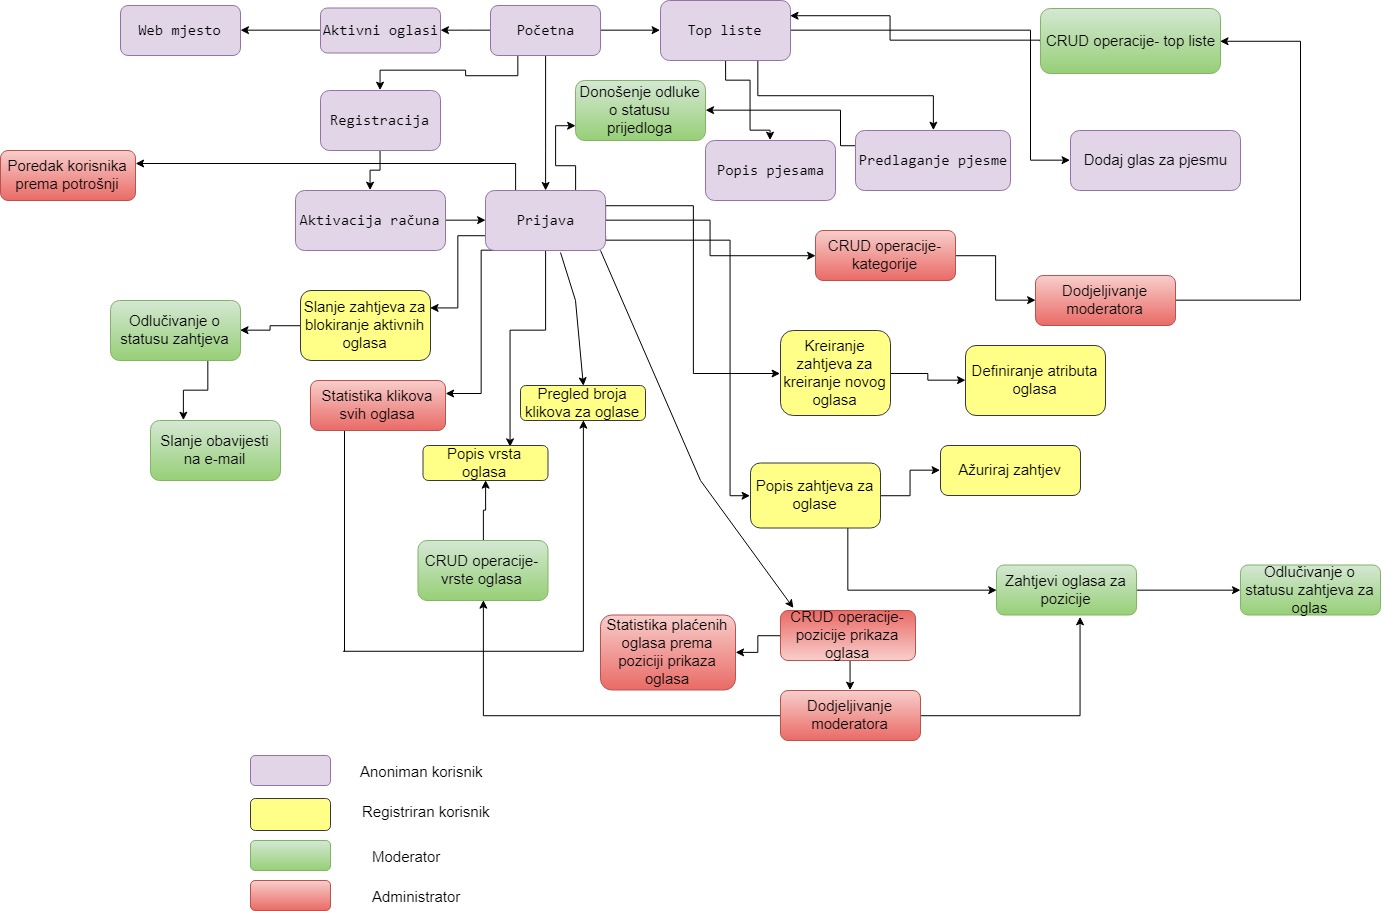 Web mjesto
Aktivni oglasi
Početna
Top liste
CRUD operacije- top liste
Registracija
Donošenje odluke
o statusu
prijedloga
Poredak korisnika
prema potrošnji
Popis pjesama
Predlaganje pjesme
Dodaj glas za pjesmu
Aktivacija računa
Prijava
CRUD operacije-
kategorije
Dodjeljivanje
moderatora
Odlučivanje o
statusu zahtjeva
Slanje zahtjeva za
blokiranje aktivnih
oglasa
Kreiranje
zahtjeva za
kreiranje novog
oglasa
Definiranje atributa
oglasa
Statistika klikova
svih oglasa
Pregled broja
klikova za oglase
Slanje obavijesti
na e-mail
Popis vrsta
oglasa
Popis zahtjeva za
oglase
Ažuriraj zahtjev
CRUD operacije-
vrste oglasa
Zahtjevi oglasa za
pozicije
Odlučivanje o
statusu zahtjeva za
oglas
Statistika plaćenih
oglasa prema
poziciji prikaza
oglasa
CRUD operacije-
pozicije prikaza
oglasa
Dodjeljivanje
moderatora
Anoniman korisnik
Registriran korisnik
Moderator
Administrator